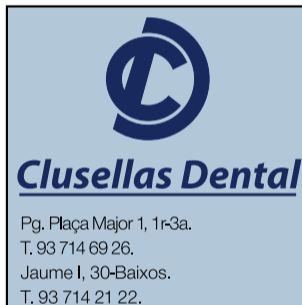 Clusellas Dental
Pg. Plaça Major 1, 1r-3a.
T. 93 714 69 26.
Jaume I, 30-Baixos.
T. 93 714 21 22.